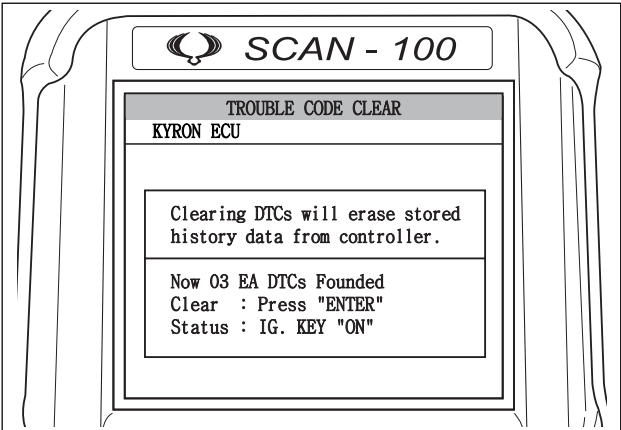 SCAN - 100
TROUBLE CODE CLEAR
KYRON ECU
Clearing DTCs will erase stored
history data from controller.
Now 03 EA DTCs Founded
Clear : Press "ENTER"
Status : IG. KEY "ON"